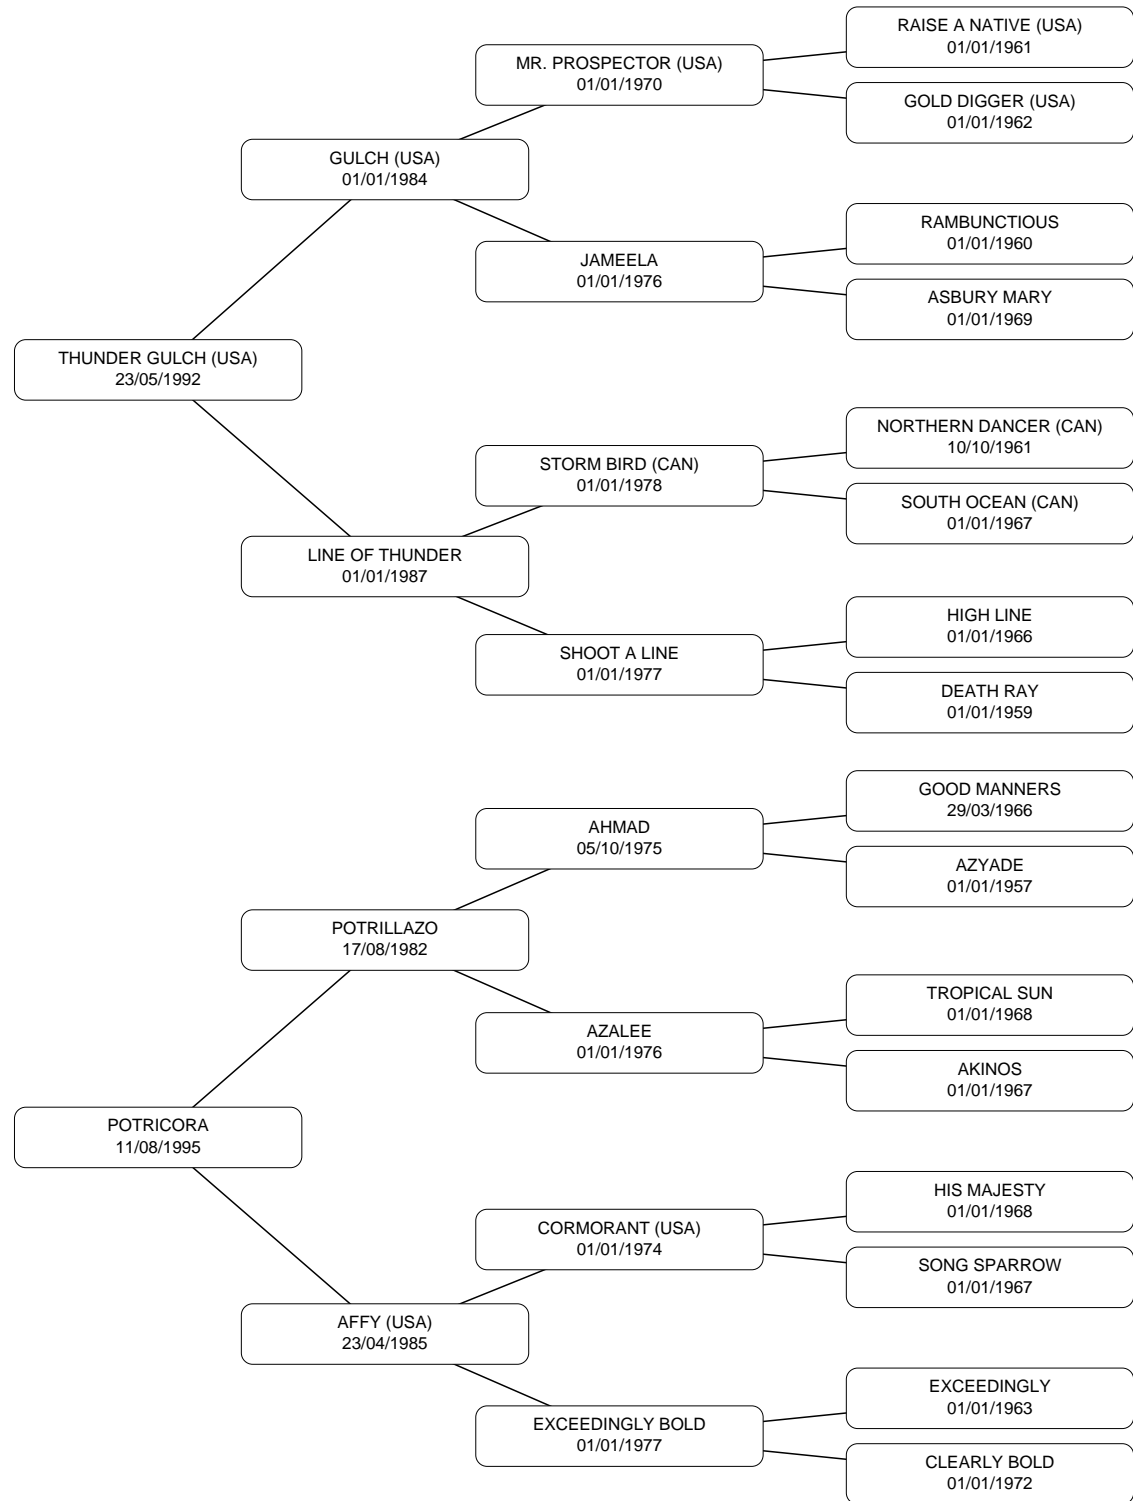 RAISE A NATIVE (USA)
01/01/1961
MR. PROSPECTOR (USA)
01/01/1970
GOLD DIGGER (USA)
01/01/1962
GULCH (USA)
01/01/1984
RAMBUNCTIOUS
01/01/1960
JAMEELA
01/01/1976
ASBURY MARY
01/01/1969
THUNDER GULCH (USA)
23/05/1992
NORTHERN DANCER (CAN)
10/10/1961
STORM BIRD (CAN)
01/01/1978
SOUTH OCEAN (CAN)
01/01/1967
LINE OF THUNDER
01/01/1987
HIGH LINE
01/01/1966
SHOOT A LINE
01/01/1977
DEATH RAY
01/01/1959
GOOD MANNERS
29/03/1966
AHMAD
05/10/1975
AZYADE
01/01/1957
POTRILLAZO
17/08/1982
TROPICAL SUN
01/01/1968
AZALEE
01/01/1976
AKINOS
01/01/1967
POTRICORA
11/08/1995
HIS MAJESTY
01/01/1968
CORMORANT (USA)
01/01/1974
SONG SPARROW
01/01/1967
AFFY (USA)
23/04/1985
EXCEEDINGLY
01/01/1963
EXCEEDINGLY BOLD
01/01/1977
CLEARLY BOLD
01/01/1972